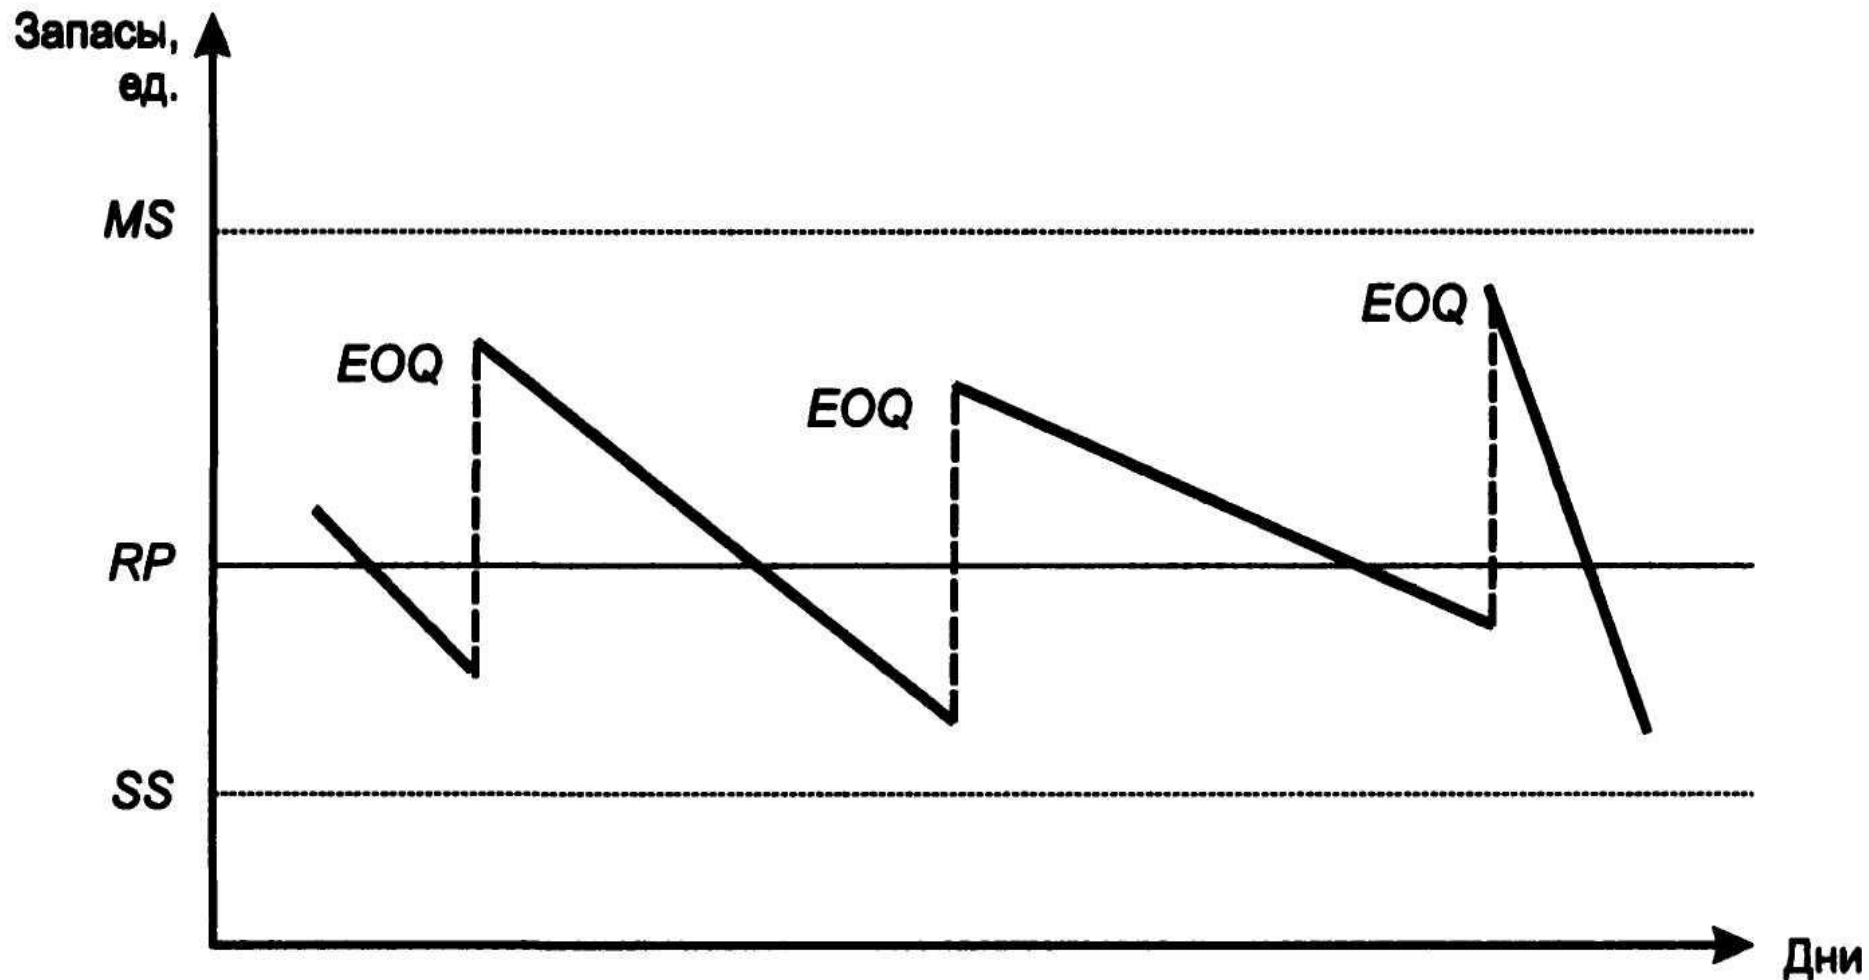 Запасы,
ед.
MS
EOQ
EOQ
EOQ
RP
SS
Дни